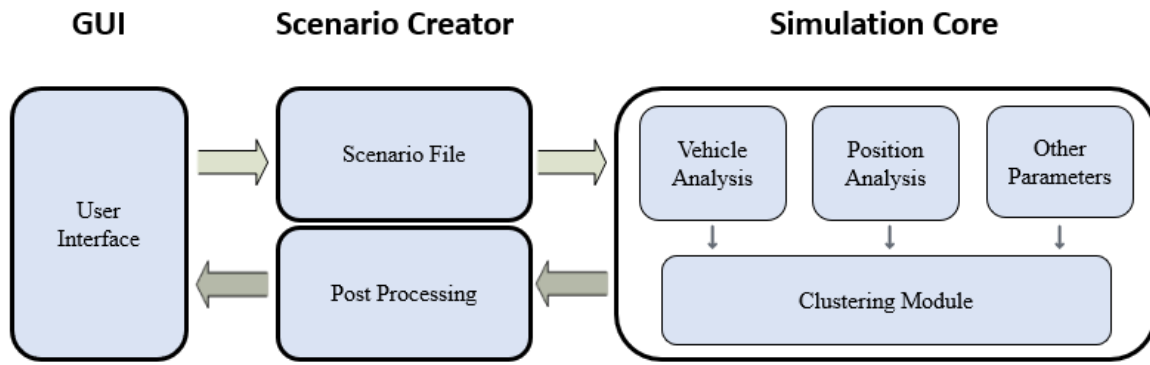 GUI
Scenario Creator
Simulation Core
User
Interface
Scenario File
Post Processing
Vehicle
Analysis
Position
Analysis
Other
Parameters
Clustering Module